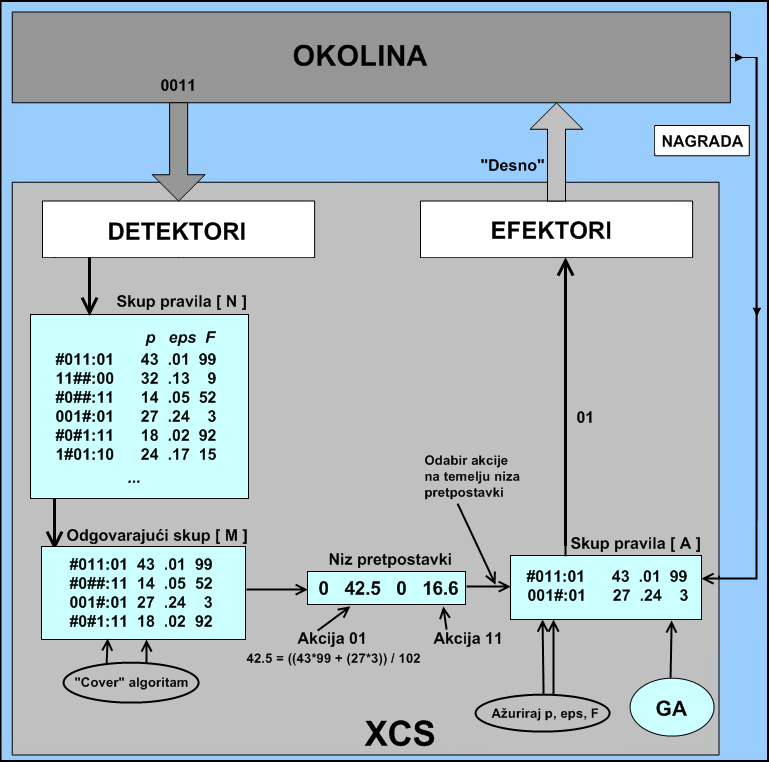 OKOLINA
0011
NAGRADA
"Desno"
DETEKTORI
EFEKTORI
Skup pravila [ N ]
p eps F
#011:01 43 .01 99
11##:00 32 .13 9
#0##:11 14 .05 52
001#:01 27 .24 3
#0#1:11 18 .02 92
1#01:10 24 .17 15
...
01
Odabir akcije
na temelju niza
pretpostavki
Odgovarajući skup [ M ]
#011:01 43 .01 99
#0##:11 14 .05 52
001#:01 27 .24 3
#0#1:11 18 .02 92
Niz pretpostavki
0 42.5 0 16.6
Akcija 01
Akcija 11
42.5 = ((43*99 + (27*3)) / 102
Skup pravila [ A ]
#011:01 43 .01 99
001#:01 27 .24 3
"Cover" algoritam
Ažuriraj p, eps, F
GA
XCS